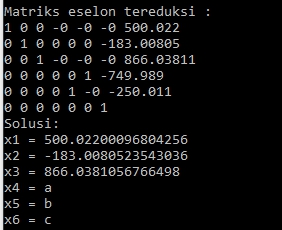 Matriks eselon tereduksi :
1 0 0 -0 -0 -0 500.022
0 1 0 0 0 0 -183.00805
0 0 1 -0 -0 -0 866.03811
0 0 0 0 0 1 -749.989
0 0 0 0 1 -0 -250.011
0 0 0 0 0 0 1
Solusi:
x1 = 500.02200096804256
x2 = -183.0080523543036
x3 = 866.0381056766498
x4 = a
x5 = b
x6 = c